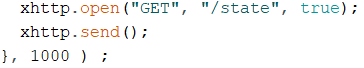 xhttp.open("GET", "/state", true);
xhttp.send();
}, 1000 ) ;